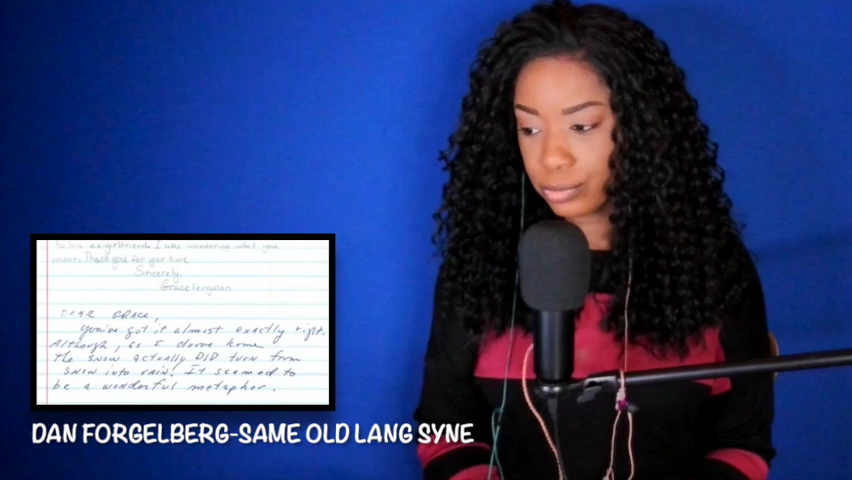 to his ex-girlfriend. I was wondering what you
meant. Thank you for your time
Sincerely,
Grace Ferguson
DEAR GRACE,
You've got it almost exactly right.
Although, as I drove home
the snow actually DID turn from
snow into rain! It seemed to
be a wonderful metaphor.
DAN FORGELBERG-SAME OLD LANG SYNE